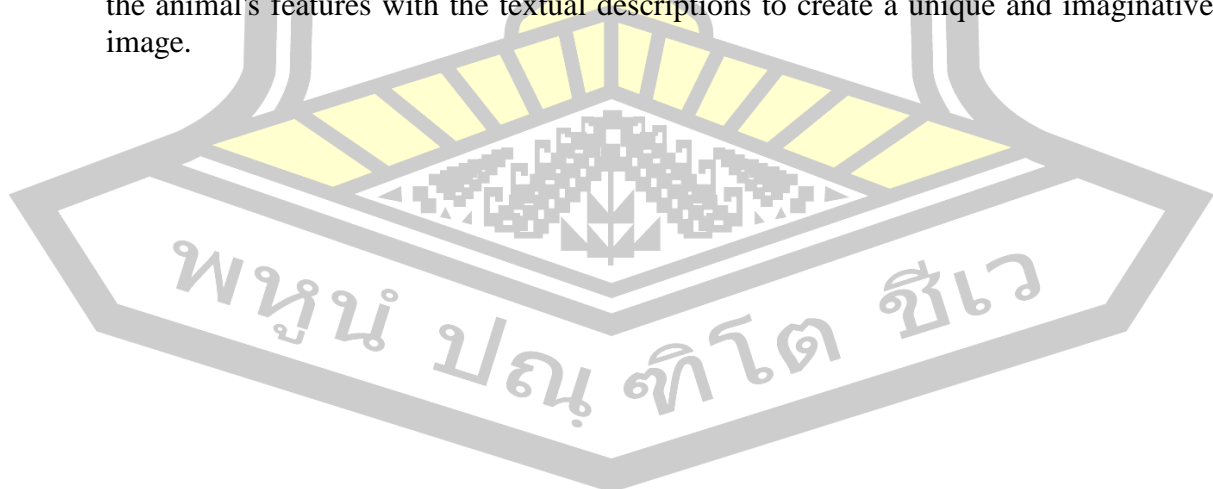 the animal's features with the textual descriptions to create a unique and imaginative
image.
พหูนํ ปณฺฑิโต ชีเว